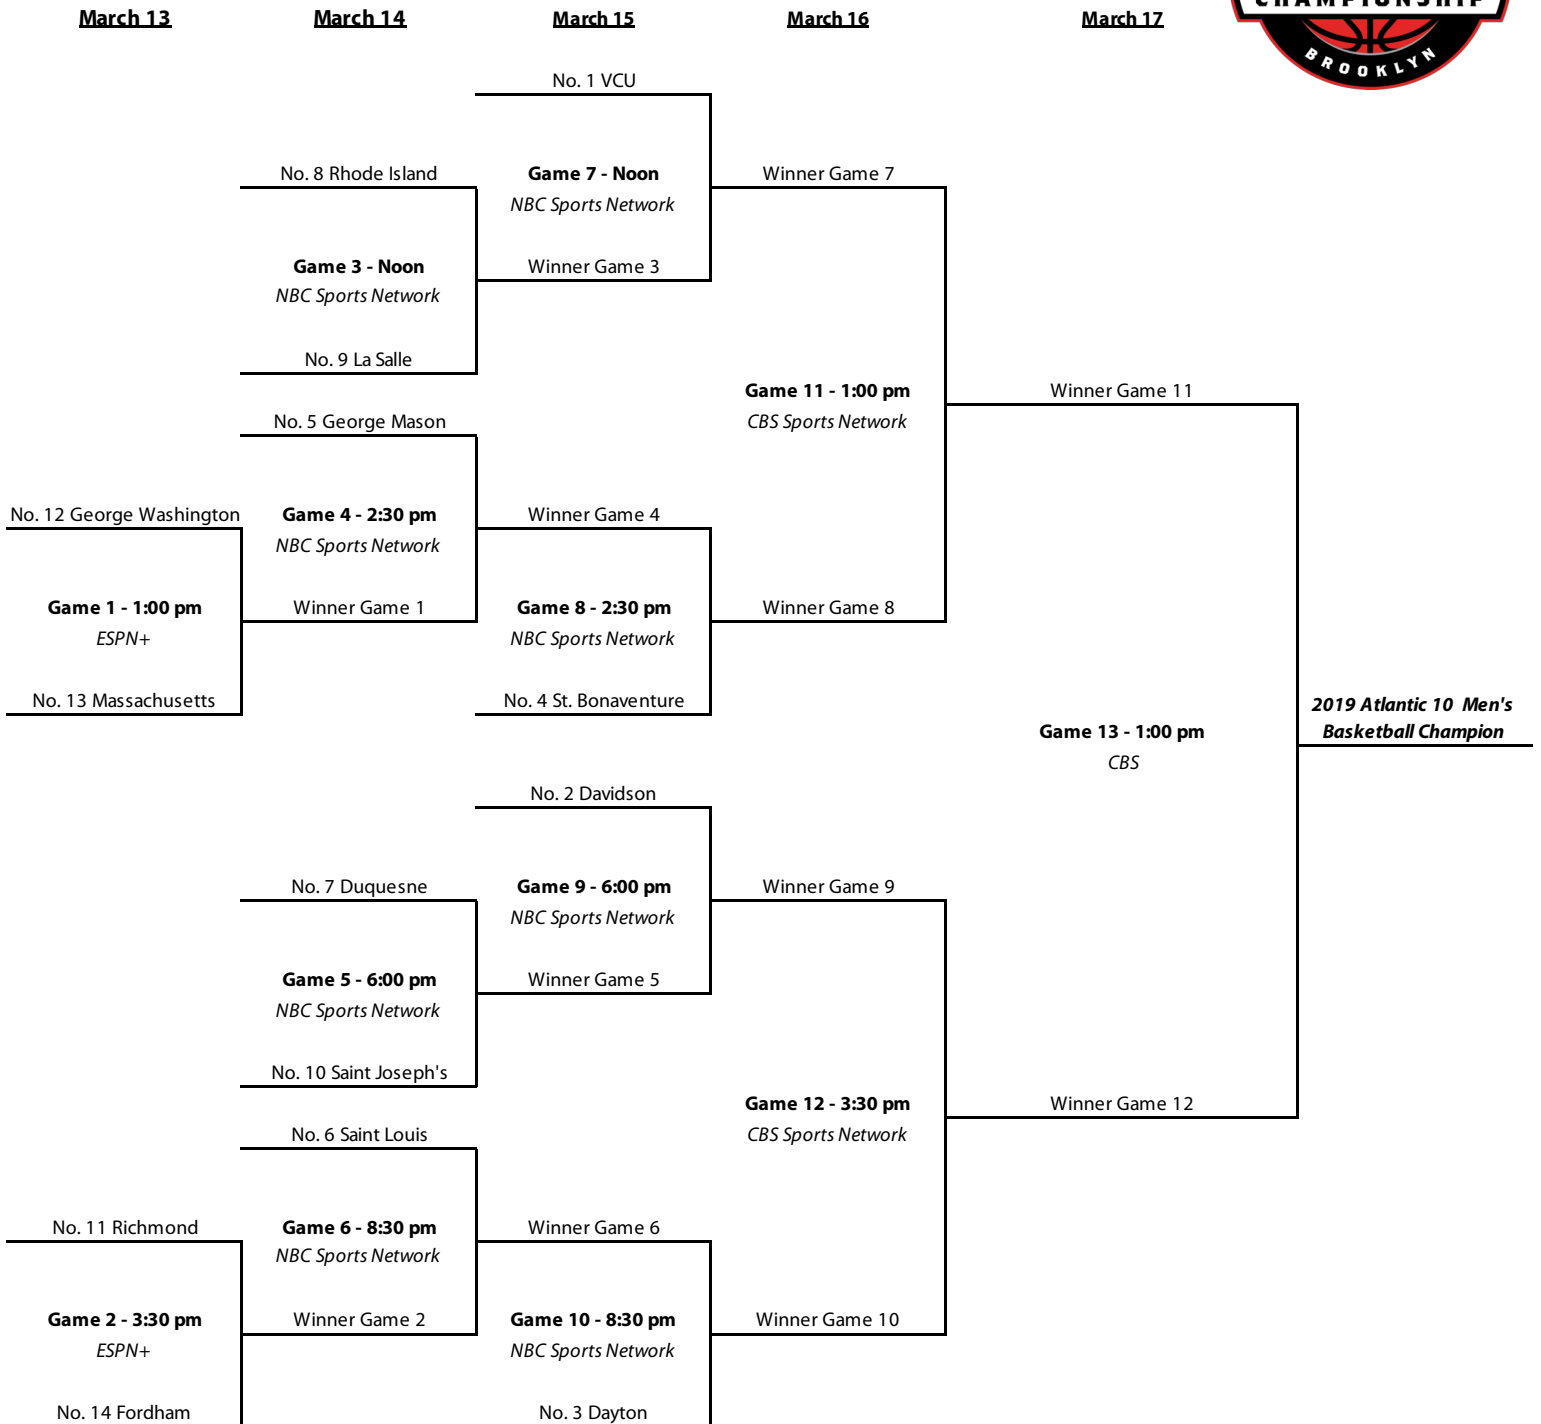 March 13
March 14
March 15
March 16
March 17
CHAMPIONSHIP
BROOKLYN
No. 1 VCU
No. 8 Rhode Island
Game 7 - Noon
Winner Game 7
NBC Sports Network
Game 3 - Noon
Winner Game 3
NBC Sports Network
No. 9 La Salle
Game 11 - 1:00 pm
Winner Game 11
CBS Sports Network
No. 5 George Mason
No. 12 George Washington
Game 4 - 2:30 pm
Winner Game 4
NBC Sports Network
Game 1 - 1:00 pm
Winner Game 1
Game 8 - 2:30 pm
Winner Game 8
ESPN+
NBC Sports Network
No. 13 Massachusetts
No. 4 St. Bonaventure
2019 Atlantic 10 Men's
Basketball Champion
Game 13 - 1:00 pm
CBS
No. 2 Davidson
No. 7 Duquesne
Game 9 - 6:00 pm
Winner Game 9
NBC Sports Network
Game 5 - 6:00 pm
Winner Game 5
NBC Sports Network
No. 10 Saint Joseph's
Game 12 - 3:30 pm
Winner Game 12
CBS Sports Network
No. 6 Saint Louis
No. 11 Richmond
Game 6 - 8:30 pm
Winner Game 6
NBC Sports Network
Game 2 - 3:30 pm
Winner Game 2
Game 10 - 8:30 pm
Winner Game 10
ESPN+
NBC Sports Network
No. 14 Fordham
No. 3 Dayton